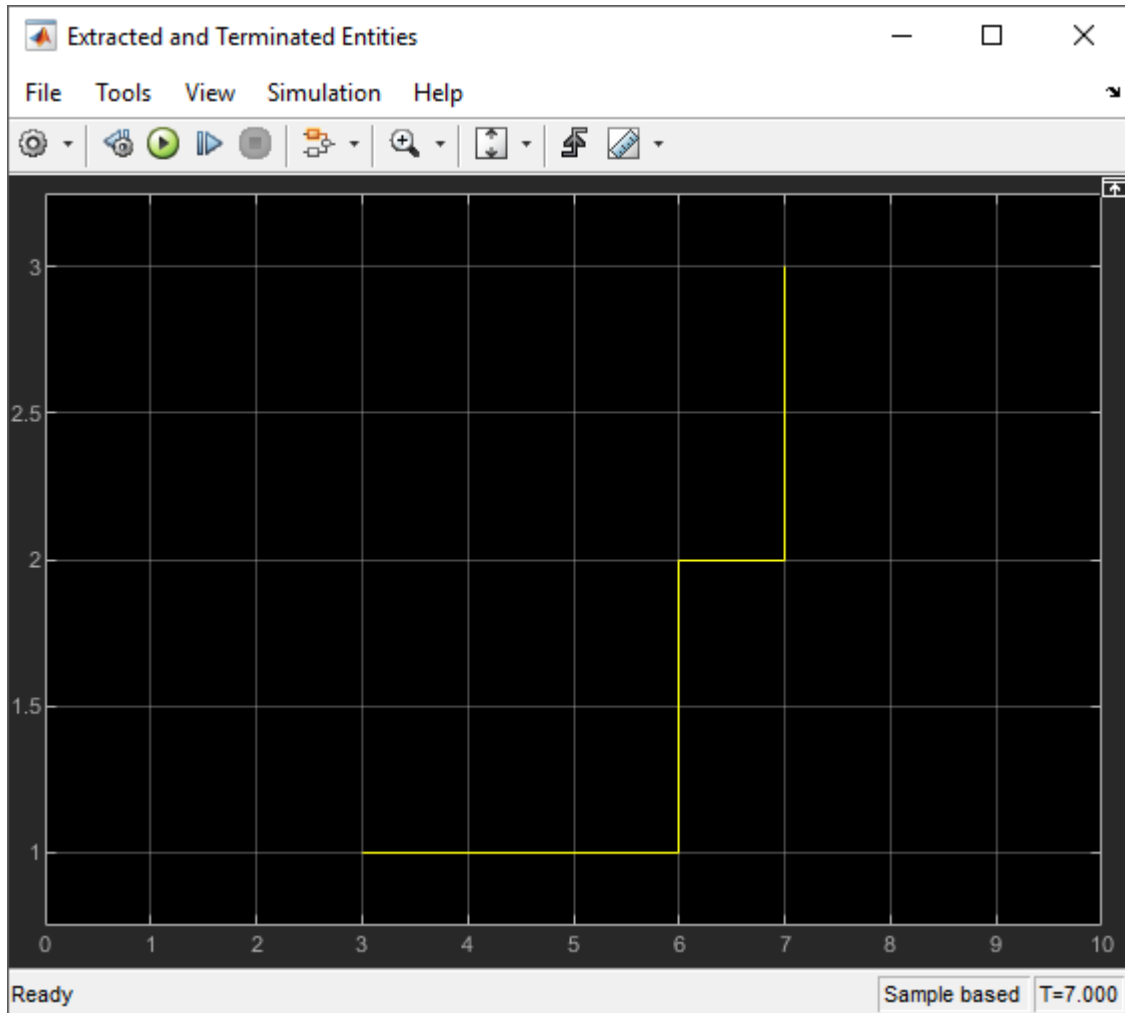 Extracted and Terminated Entities
File Tools View Simulation Help
3
2.5
2
1.5
1
0 1 2 3 4 5 6 7 8 9 10
Ready Sample based T=7.000